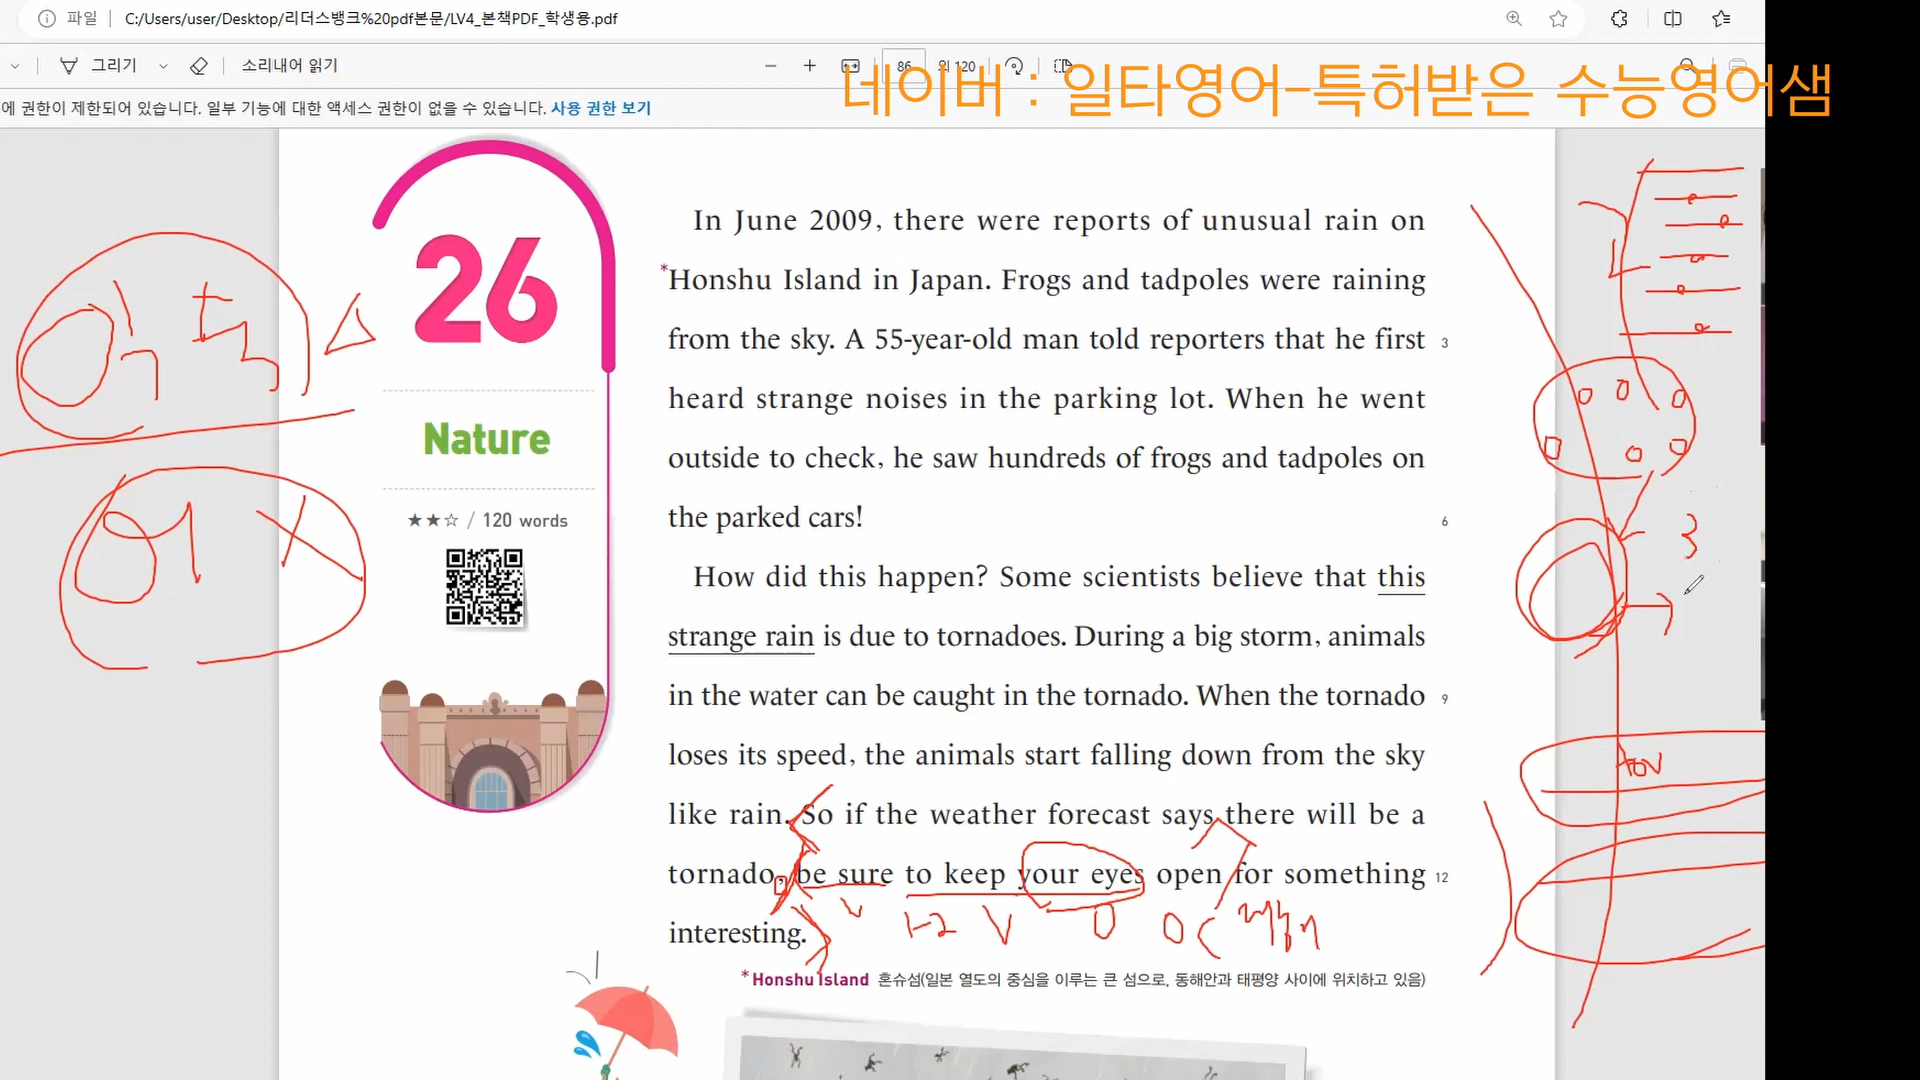 파일 C:/Users/user/Desktop/리더스뱅크%20pdf본문/LV4_본책PDF_학생용.pdf
그리기 소리내어 읽기 86 외 120
네이버 : 일타영어-특허받은 수능영어샘
에 권한이 제한되어 있습니다. 일부 기능에 대한 액세스 권한이 없을 수 있습니다. 사용 권한 보기
26
Nature
★★☆ / 120 words
In June 2009, there were reports of unusual rain on
*Honshu Island in Japan. Frogs and tadpoles were raining
from the sky. A 55-year-old man told reporters that he first 3
heard strange noises in the parking lot. When he went
outside to check, he saw hundreds of frogs and tadpoles on
the parked cars! 6
How did this happen? Some scientists believe that this
strange rain is due to tornadoes. During a big storm, animals
in the water can be caught in the tornado. When the tornado 9
loses its speed, the animals start falling down from the sky
like rain. So if the weather forecast says there will be a
tornado, be sure to keep your eyes open for something 12
interesting.
*Honshu Island 혼슈섬(일본 열도의 중심을 이루는 큰 섬으로, 동해안과 태평양 사이에 위치하고 있음)